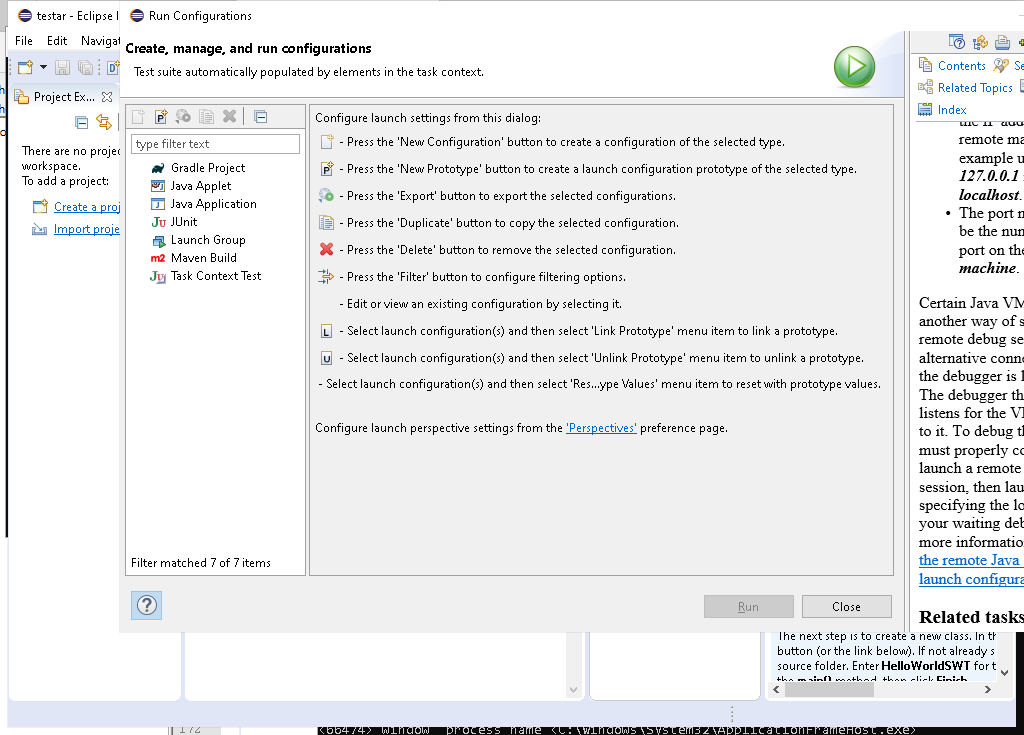 testar - Eclipse I
Run Configurations
File Edit Navigat
Create, manage, and run configurations
Test suite automatically populated by elements in the task context.
Project Ex...
There are no projec
workspace.
To add a project:
Create a proj
Import proje
type filter text
Gradle Project
Java Applet
Java Application
JUnit
Launch Group
Maven Build
Task Context Test
Filter matched 7 of 7 items
Configure launch settings from this dialog:
- Press the 'New Configuration' button to create a configuration of the selected type.
- Press the 'New Prototype' button to create a launch configuration prototype of the selected type.
- Press the 'Export' button to export the selected configurations.
- Press the 'Duplicate' button to copy the selected configuration.
- Press the 'Delete' button to remove the selected configuration.
- Press the 'Filter' button to configure filtering options.
- Edit or view an existing configuration by selecting it.
- Select launch configuration(s) and then select 'Link Prototype' menu item to link a prototype.
- Select launch configuration(s) and then select 'Unlink Prototype' menu item to unlink a prototype.
- Select launch configuration(s) and then select 'Res...ype Values' menu item to reset with prototype values.
Configure launch perspective settings from the 'Perspectives' preference page.
Run
Close
Contents Se
Related Topics
Index
the IP add
remote ma
example u
127.0.0.1
localhost.
• The port n
be the num
port on the
machine.
Certain Java VM
another way of s
remote debug se
alternative conne
the debugger is l
The debugger th
listens for the VM
to it. To debug th
must properly co
launch a remote
session, then lau
specifying the lo
your waiting deb
more information
the remote Java
launch configura
Related tasks
The next step is to create a new class. In th
button (or the link below). If not already s
source folder. Enter HelloWorldSWT for t
the main() method, then click Finish.
172
<66474> window process name <C:\Windows\System32\ApplicationFrameHost.exe>